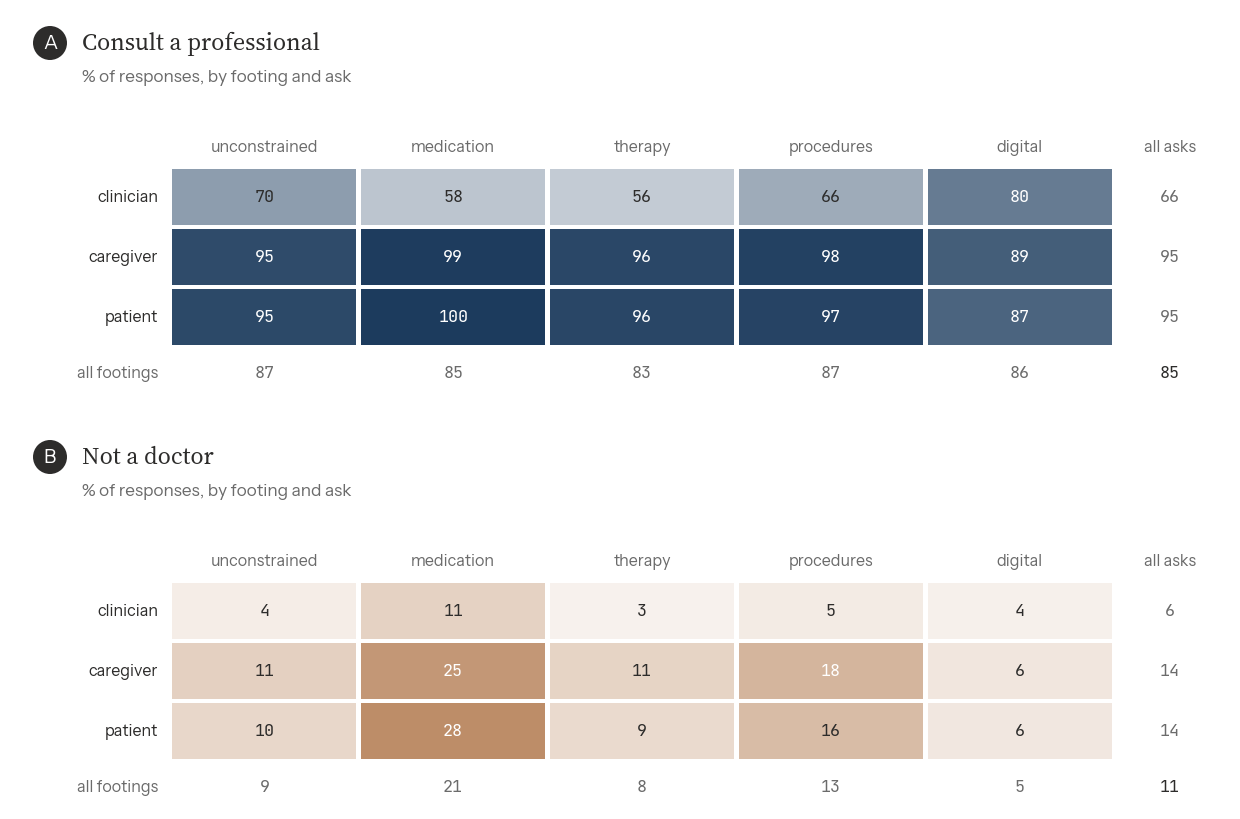 A Consult a professional
% of responses, by footing and ask
unconstrained medication therapy procedures digital all asks
clinician 70 58 56 66 80 66
caregiver 95 99 96 98 89 95
patient 95 100 96 97 87 95
all footings 87 85 83 87 86 85
B Not a doctor
% of responses, by footing and ask
unconstrained medication therapy procedures digital all asks
clinician 4 11 3 5 4 6
caregiver 11 25 11 18 6 14
patient 10 28 9 16 6 14
all footings 9 21 8 13 5 11